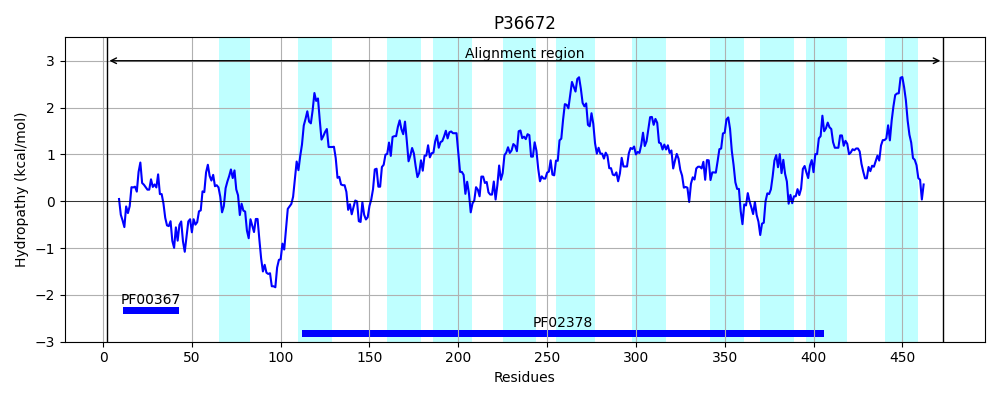 P36672
Alignment region
3
2
1
0
−1
−2
−3
Hydropathy (kcal/mol)
PF00367
PF02378
0 50 100 150 200 250 300 350 400 450
Residues